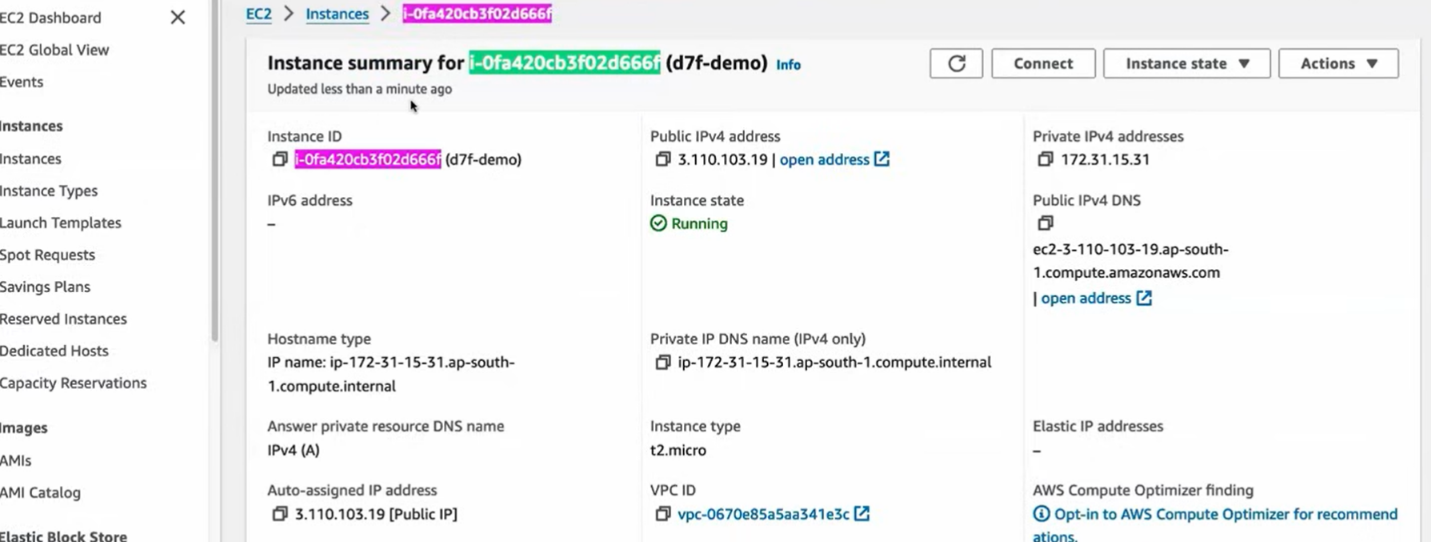 EC2 Dashboard
EC2 Global View
Events
Instances
Instances
Instance Types
Launch Templates
Spot Requests
Savings Plans
Reserved Instances
Dedicated Hosts
Capacity Reservations
Images
AMIs
AMI Catalog
Elastic Block Store
EC2 > Instances > i-0fa420cb3f02d666f
Instance summary for i-0fa420cb3f02d666f (d7f-demo) Info
Updated less than a minute ago
Connect
Instance state
Actions
Instance ID
i-0fa420cb3f02d666f (d7f-demo)
Public IPv4 address
3.110.103.19 | open address
Private IPv4 addresses
172.31.15.31
IPv6 address
–
Instance state
Running
Public IPv4 DNS
ec2-3-110-103-19.ap-south-
1.compute.amazonaws.com
| open address
Hostname type
IP name: ip-172-31-15-31.ap-south-
1.compute.internal
Private IP DNS name (IPv4 only)
ip-172-31-15-31.ap-south-1.compute.internal
Answer private resource DNS name
IPv4 (A)
Instance type
t2.micro
Elastic IP addresses
–
Auto-assigned IP address
3.110.103.19 [Public IP]
VPC ID
vpc-0670e85a5aa341e3c
AWS Compute Optimizer finding
Opt-in to AWS Compute Optimizer for recommend
ations.